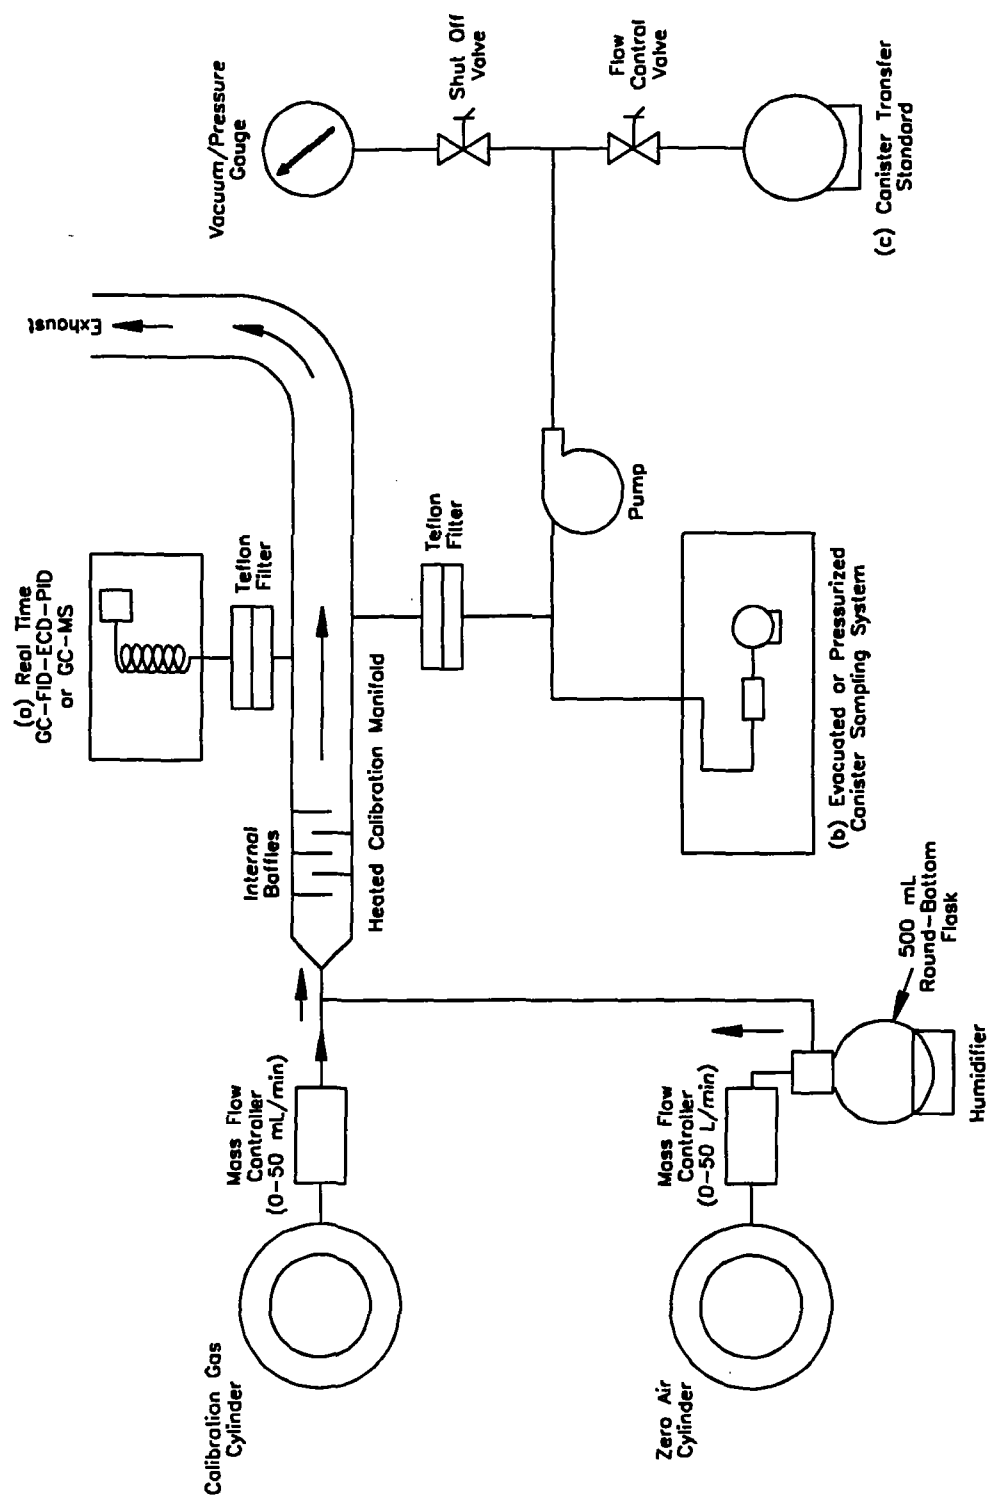 (a) Real Time
GC-FID-ECD-PID
or GC-MS
Teflon
Filter
Exhaust
Vacuum/Pressure
Gauge
Shut Off
Valve
Flow
Control
Valve
(c) Canister Transfer
Standard
Internal
Baffles
Heated Calibration Manifold
Teflon
Filter
Pump
(b) Evacuated or Pressurized
Canister Sampling System
Calibration Gas
Cylinder
Mass Flow
Controller
(0-50 mL/min)
Zero Air
Cylinder
Mass Flow
Controller
(0-50 L/min)
500 mL
Round-Bottom
Flask
Humidifier